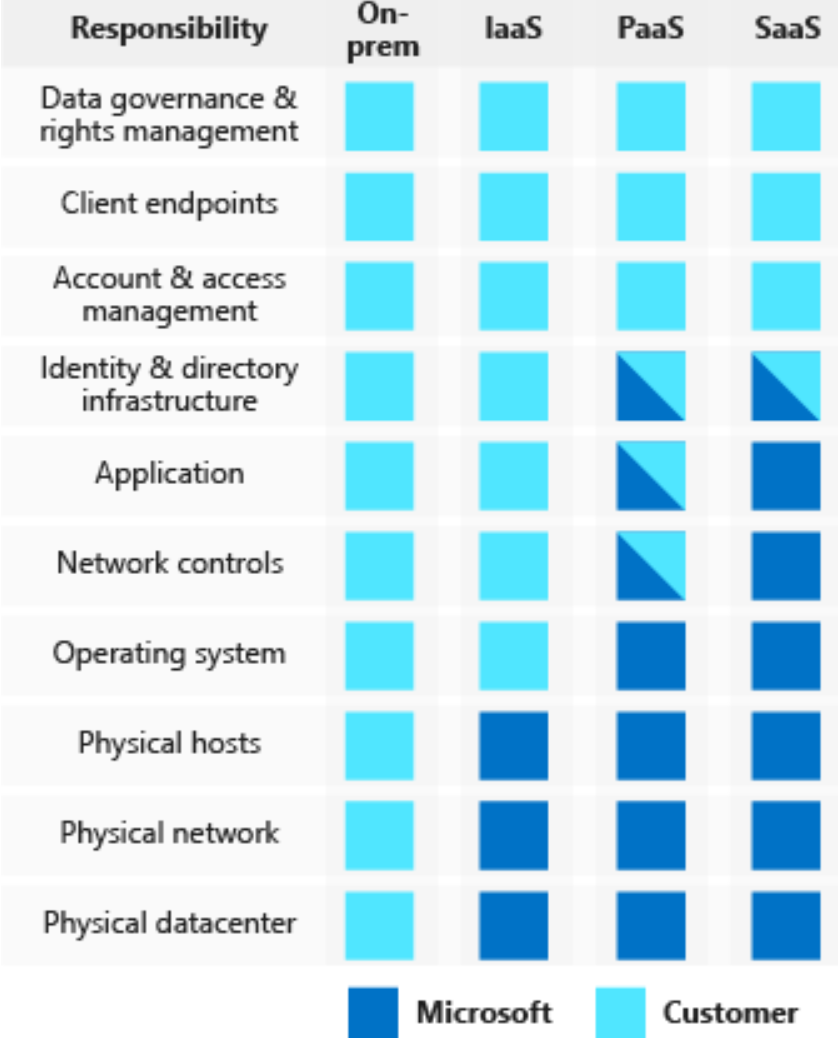 Responsibility On-prem IaaS PaaS SaaS
Data governance &
rights management
Client endpoints
Account & access
management
Identity & directory
infrastructure
Application
Network controls
Operating system
Physical hosts
Physical network
Physical datacenter
Microsoft Customer